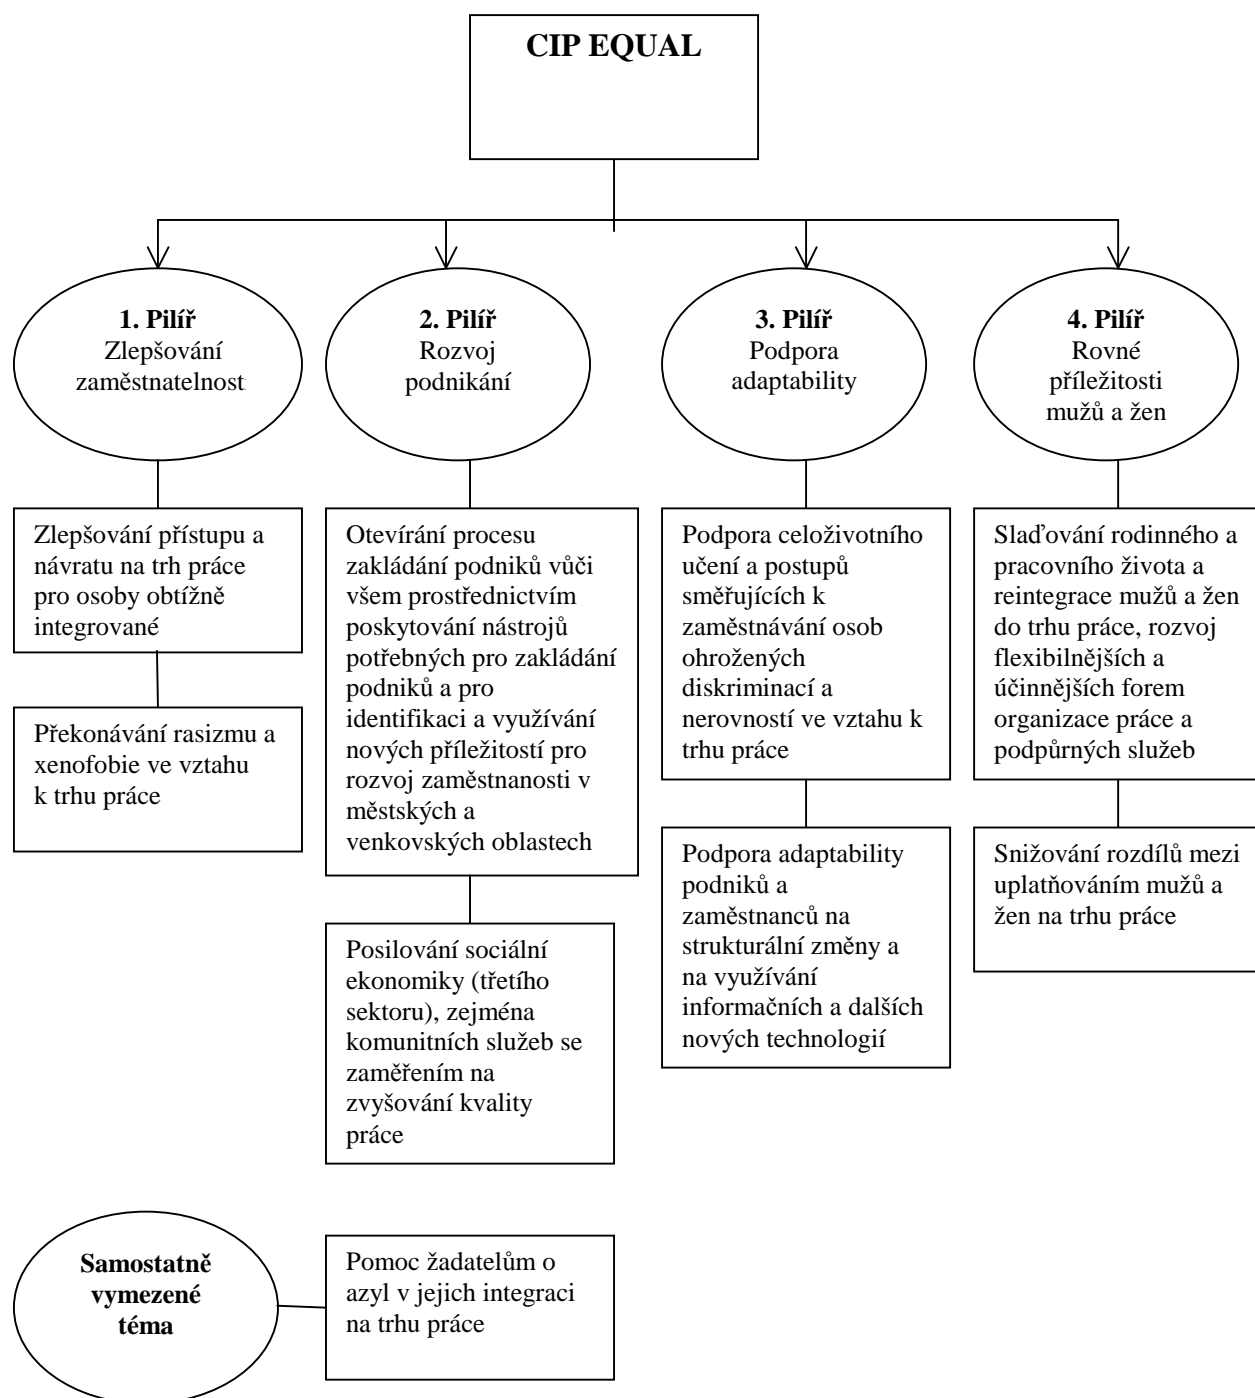 CIP EQUAL
1. Pilíř
Zlepšování
zaměstnatelnost
2. Pilíř
Rozvoj
podnikání
3. Pilíř
Podpora
adaptability
4. Pilíř
Rovné
příležitosti
mužů a žen
Zlepšování přístupu a
návratu na trh práce
pro osoby obtížně
integrované
Překonávání rasizmu a
xenofobie ve vztahu
k trhu práce
Otevírání procesu
zakládání podniků vůči
všem prostřednictvím
poskytování nástrojů
potřebných pro zakládání
podniků a pro
identifikaci a využívání
nových příležitostí pro
rozvoj zaměstnanosti v
městských a
venkovských oblastech
Posilování sociální
ekonomiky (třetího
sektoru), zejména
komunitních služeb se
zaměřením na
zvyšování kvality
práce
Podpora celoživotního
učení a postupů
směřujících k
zaměstnávání osob
ohrožených
diskriminací a
nerovností ve vztahu k
trhu práce
Podpora adaptability
podniků a
zaměstnanců na
strukturální změny a
na využívání
informačních a dalších
nových technologií
Slaďování rodinného a
pracovního života a
reintegrace mužů a žen
do trhu práce, rozvoj
flexibilnějších a
účinnějších forem
organizace práce a
podpůrných služeb
Snižování rozdílů mezi
uplatňováním mužů a
žen na trhu práce
Samostatně
vymezené
téma
Pomoc žadatelům o
azyl v jejich integraci
na trhu práce